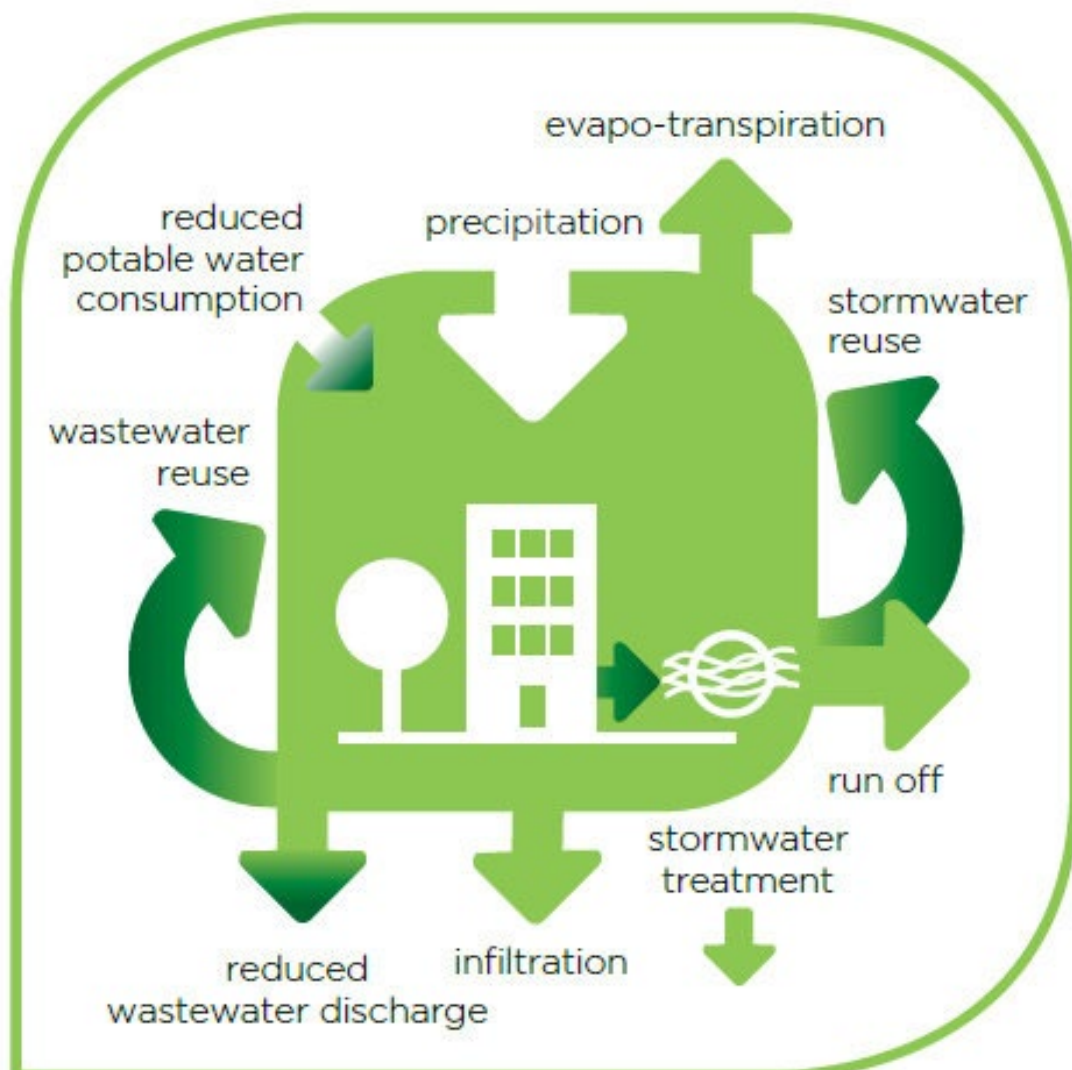 evapo-transpiration
reduced
potable water
consumption
precipitation
stormwater
reuse
wastewater
reuse
run off
stormwater
treatment
reduced
wastewater discharge
infiltration